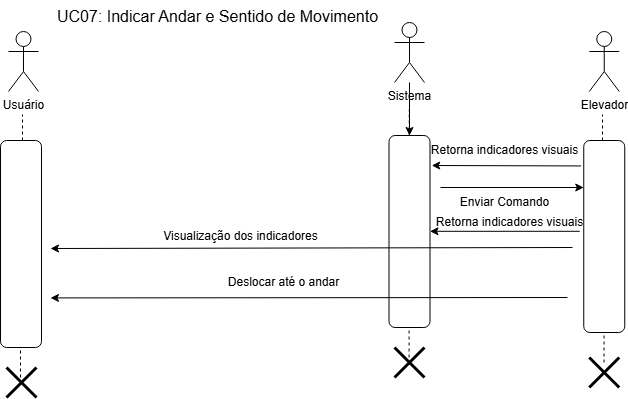 UC07: Indicar Andar e Sentido de Movimento
Usuário
Sistema
Elevador
Retorna indicadores visuais
Enviar Comando
Retorna indicadores visuais
Visualização dos indicadores
Deslocar até o andar